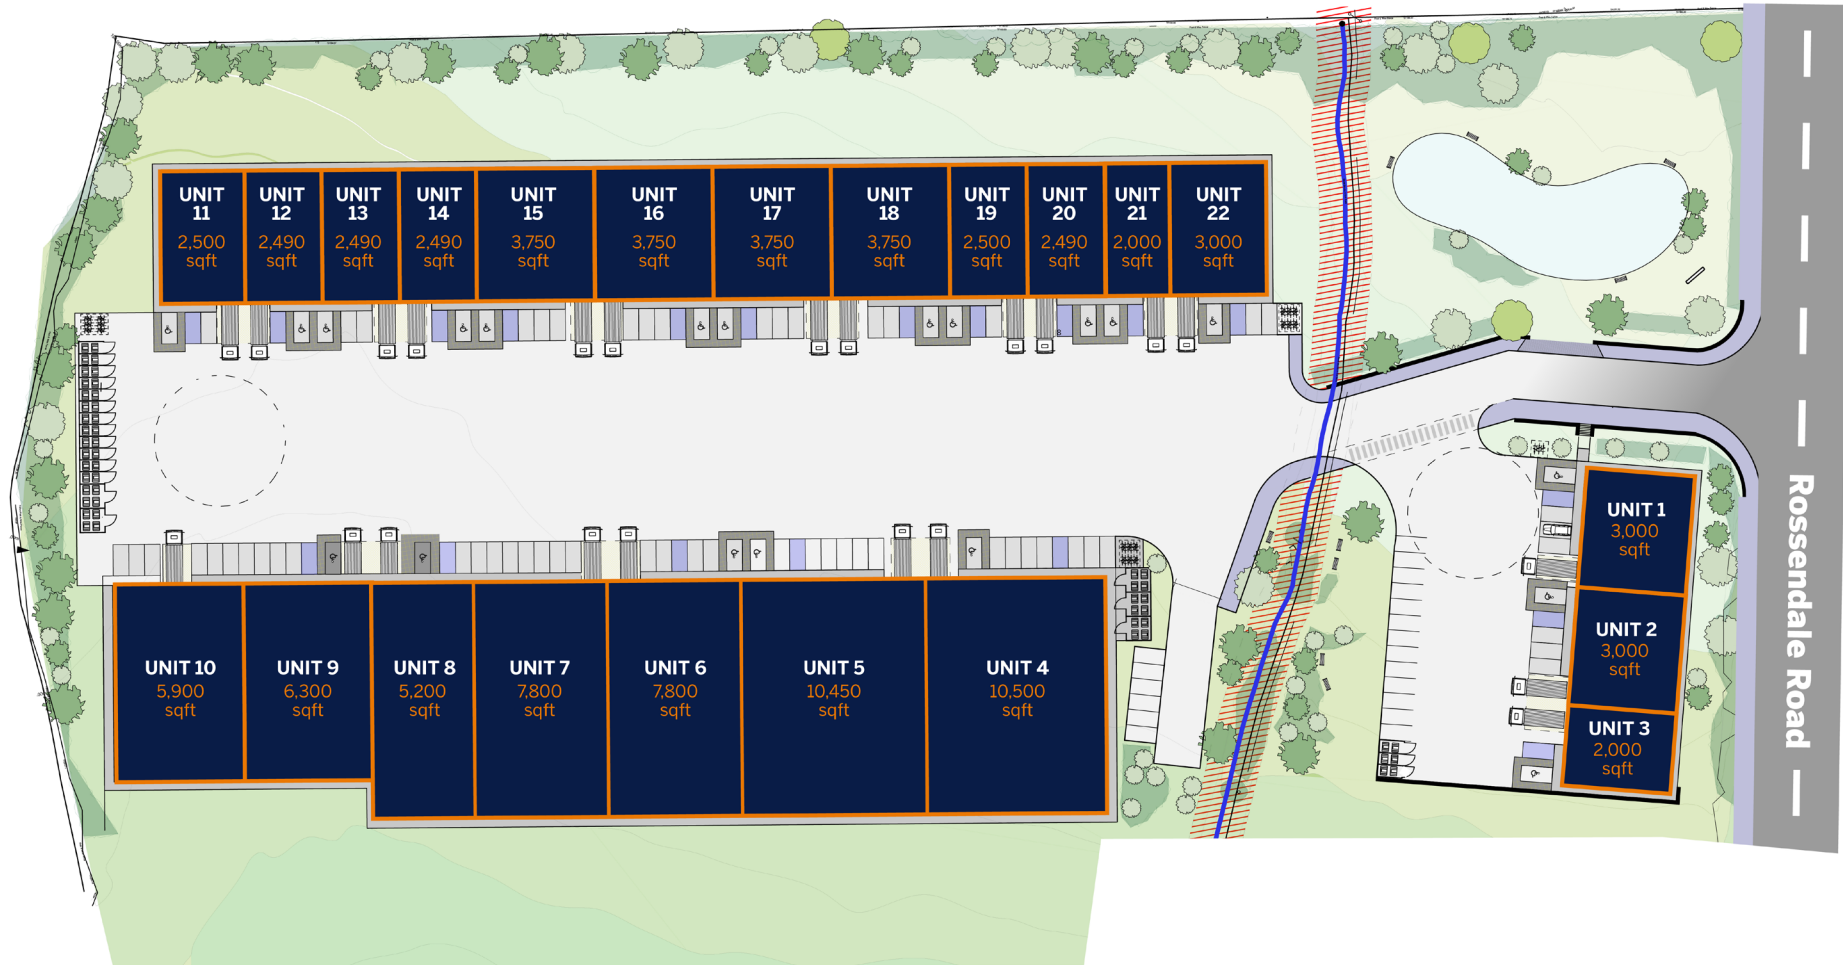 UNIT
11
2,500
sqft
UNIT
12
2,490
sqft
UNIT
13
2,490
sqft
UNIT
14
2,490
sqft
UNIT
15
3,750
sqft
UNIT
16
3,750
sqft
UNIT
17
3,750
sqft
UNIT
18
3,750
sqft
UNIT
19
2,500
sqft
UNIT
20
2,490
sqft
UNIT
21
2,000
sqft
UNIT
22
3,000
sqft
UNIT 1
3,000
sqft
UNIT 2
3,000
sqft
UNIT 3
2,000
sqft
UNIT 10
5,900
sqft
UNIT 9
6,300
sqft
UNIT 8
5,200
sqft
UNIT 7
7,800
sqft
UNIT 6
7,800
sqft
UNIT 5
10,450
sqft
UNIT 4
10,500
sqft
Rossendale Road